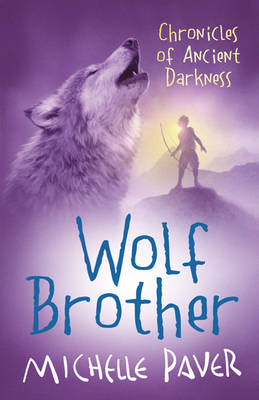 Chronicles
of Ancient
Darkness
Wolf
Brother
MICHELLE PAVER